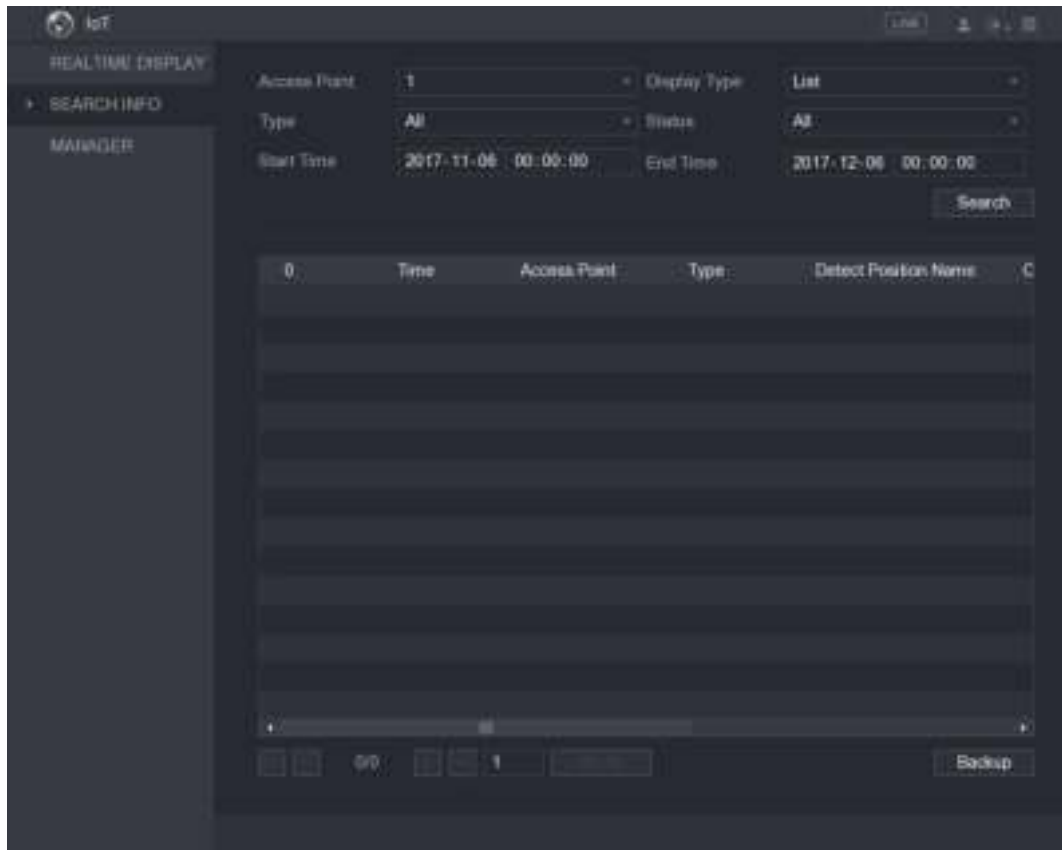 IoT
LIVE
REALTIME DISPLAY
SEARCH INFO
MANAGER
Access Point 1 Display Type List
Type All Status All
Start Time 2017-11-06 00:00:00 End Time 2017-12-06 00:00:00
Search
0 Time Access Point Type Detect Position Name C
0/0 1
Backup